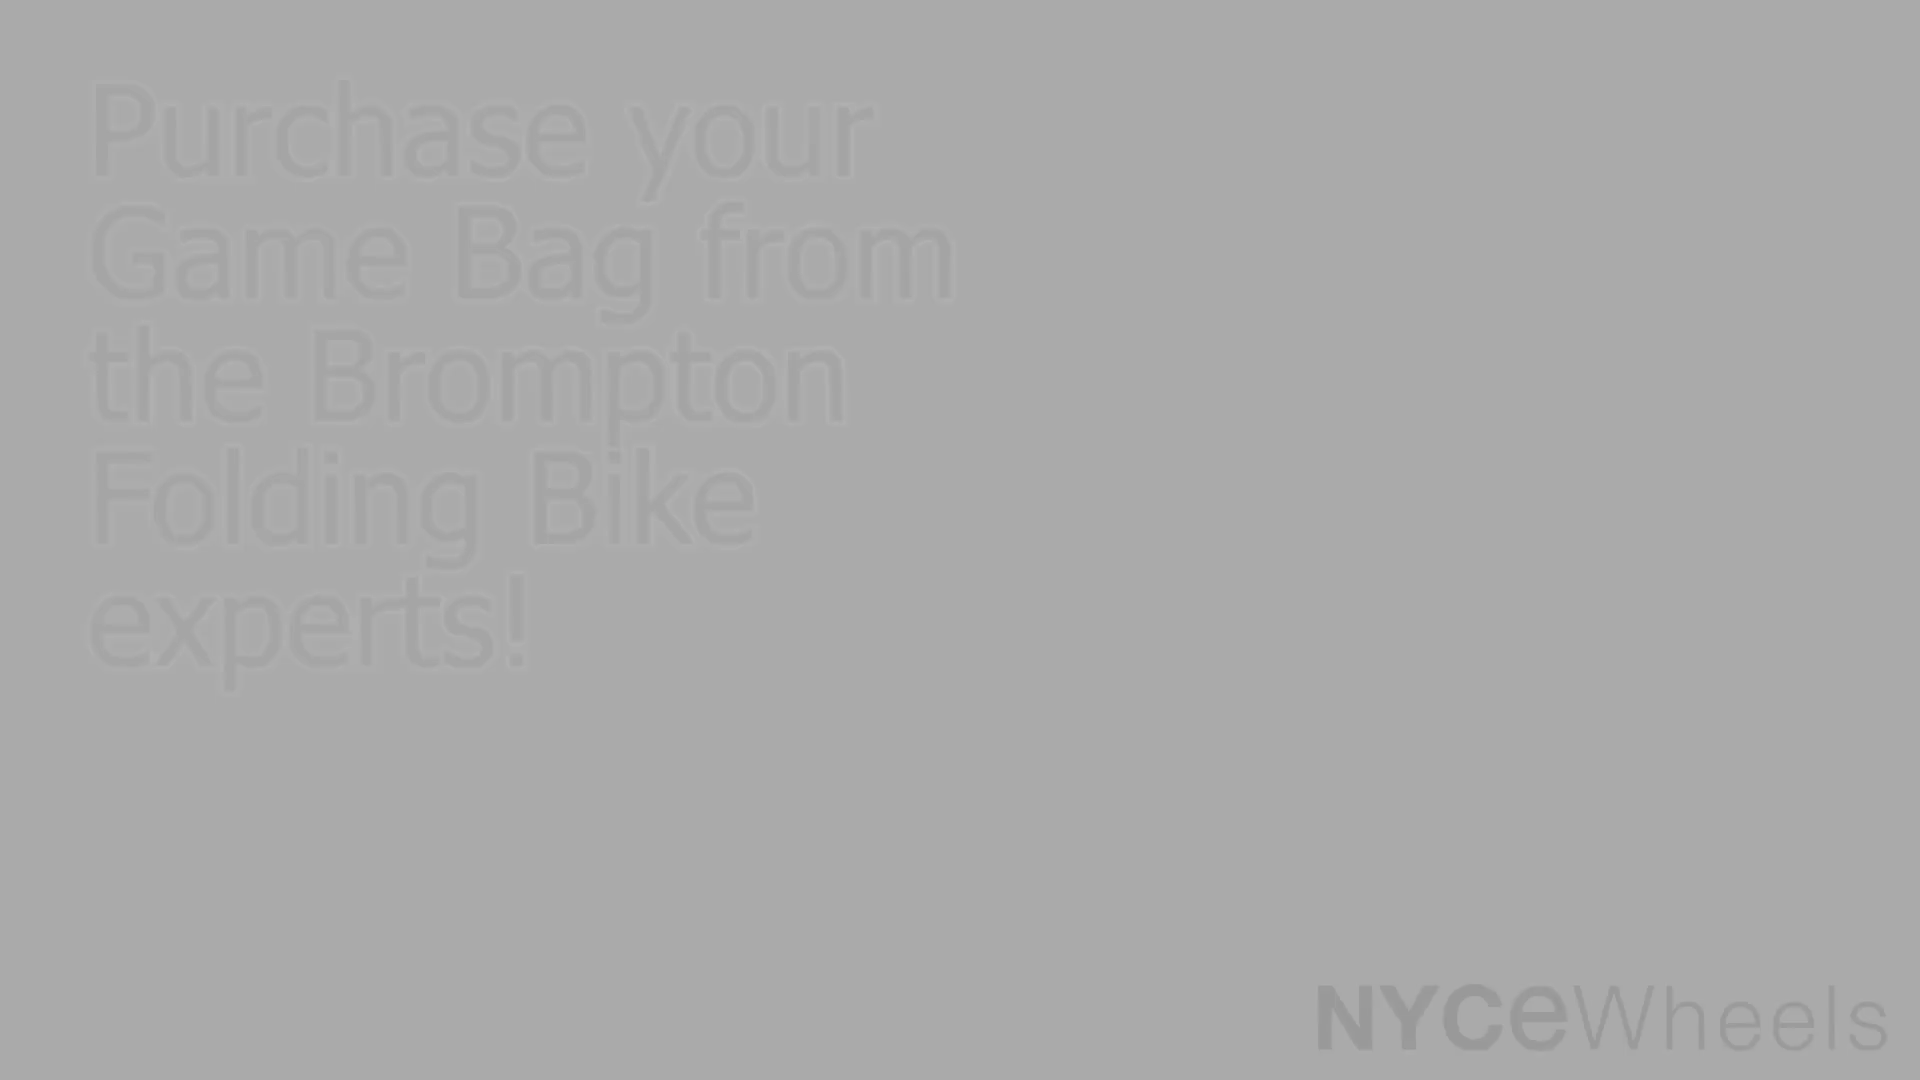 Purchase your
Game Bag from
the Brompton
Folding Bike
experts!
NYCeWheels